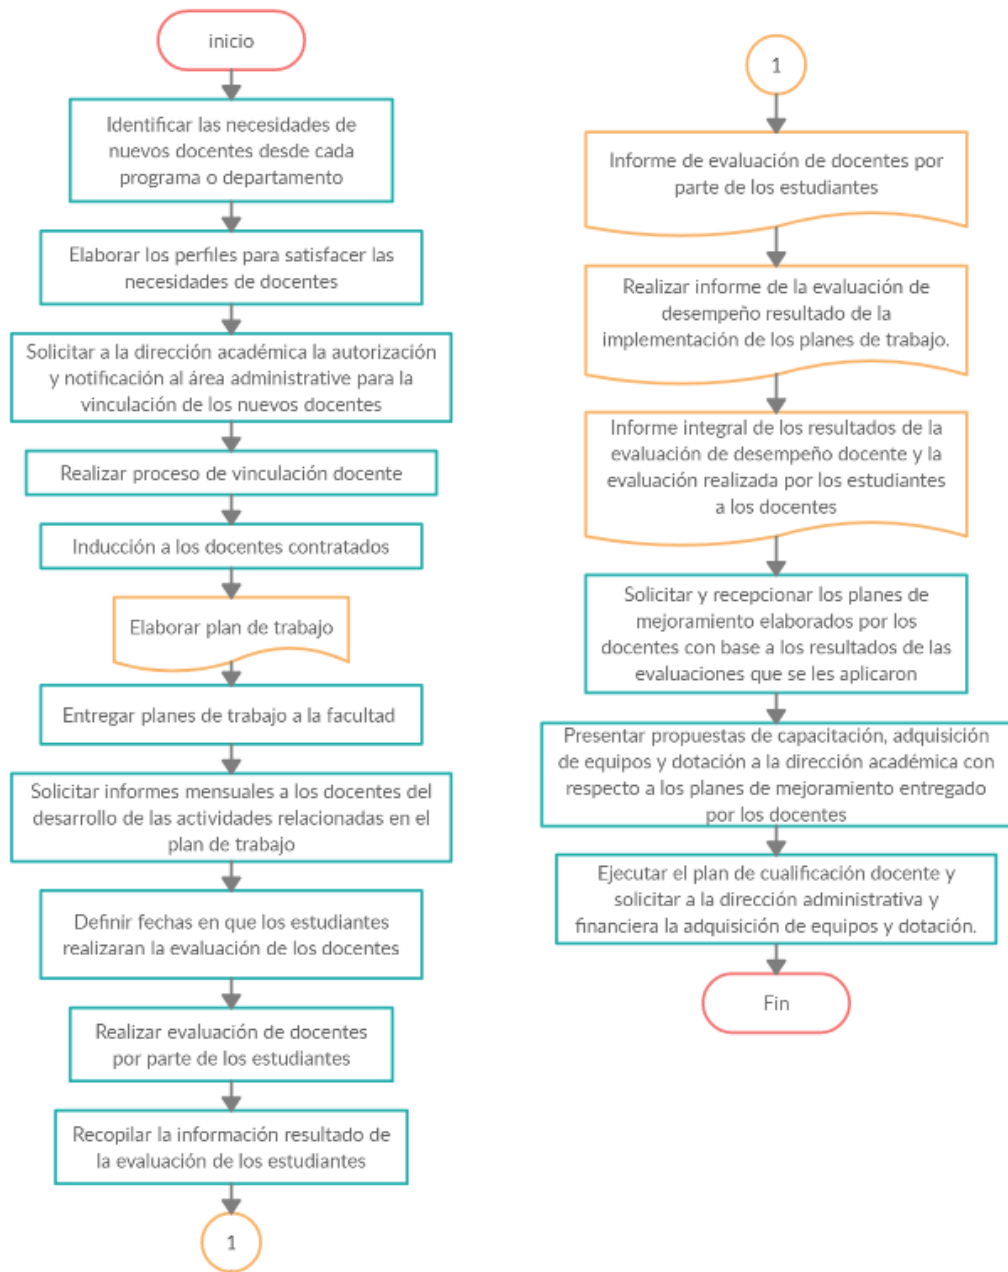 inicio
Identificar las necesidades de
nuevos docentes desde cada
programa o departamento
Elaborar los perfiles para satisfacer las
necesidades de docentes
Solicitar a la dirección académica la autorización
y notificación al área administrative para la
vinculación de los nuevos docentes
Realizar proceso de vinculación docente
Inducción a los docentes contratados
Elaborar plan de trabajo
Entregar planes de trabajo a la facultad
Solicitar informes mensuales a los docentes del
desarrollo de las actividades relacionadas en el
plan de trabajo
Definir fechas en que los estudiantes
realizaran la evaluación de los docentes
Realizar evaluación de docentes
por parte de los estudiantes
Recopilar la información resultado de
la evaluación de los estudiantes
1
1
Informe de evaluación de docentes por
parte de los estudiantes
Realizar informe de la evaluación de
desempeño resultado de la
implementación de los planes de trabajo.
Informe integral de los resultados de la
evaluación de desempeño docente y la
evaluación realizada por los estudiantes
a los docentes
Solicitar y recepcionar los planes de
mejoramiento elaborados por los
docentes con base a los resultados de las
evaluaciones que se les aplicaron
Presentar propuestas de capacitación, adquisición
de equipos y dotación a la dirección académica con
respecto a los planes de mejoramiento entregado
por los docentes
Ejecutar el plan de cualificación docente y
solicitar a la dirección administrativa y
financiera la adquisición de equipos y dotación.
Fin